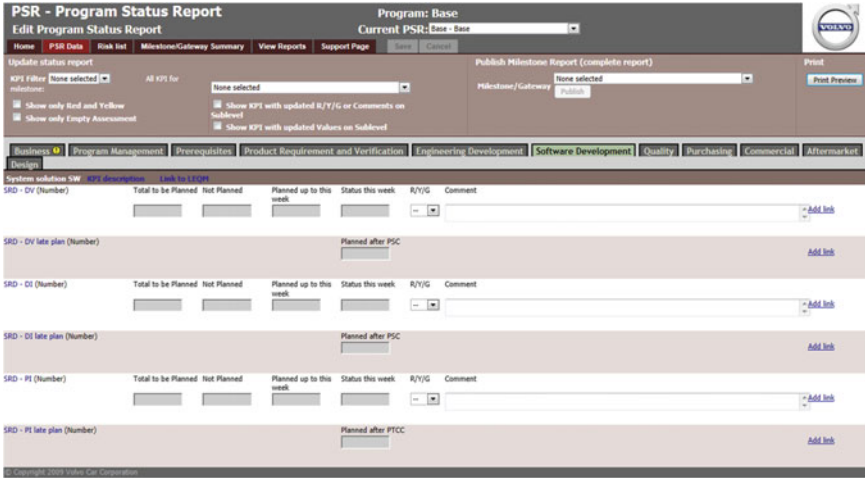 PSR - Program Status Report
Program: Base
Edit Program Status Report
Current PSR: Base - Base
VOLVO
Home PSR Data Risk list Milestone/Gateway Summary View Reports Support Page Save Cancel
Update status report
Publish Milestone Report (complete report)
Print
KPI Filter None selected
All KPI for
milestone:
None selected
Milestone/Gateway
None selected
Publish
Print Preview
Show only Red and Yellow
Show KPI with updated R/Y/G or Comments on
Sublevel
Show only Empty Assessment
Show KPI with updated Values on Sublevel
Business Program Management Prerequisites Product Requirement and Verification Engineering Development Software Development Quality Purchasing Commercial Aftermarket
Design
System solution SW KPI description Link to LEQM
SRD - DV (Number) Total to be Planned Not Planned Planned up to this Status this week R/Y/G Comment
week
--
Add link
SRD - DV late plan (Number) Planned after PSC
Add link
SRD - DI (Number) Total to be Planned Not Planned Planned up to this Status this week R/Y/G Comment
week
--
Add link
SRD - DI late plan (Number) Planned after PSC
Add link
SRD - PI (Number) Total to be Planned Not Planned Planned up to this Status this week R/Y/G Comment
week
--
Add link
SRD - PI late plan (Number) Planned after PTCC
Add link
© Copyright 2009 Volvo Car Corporation